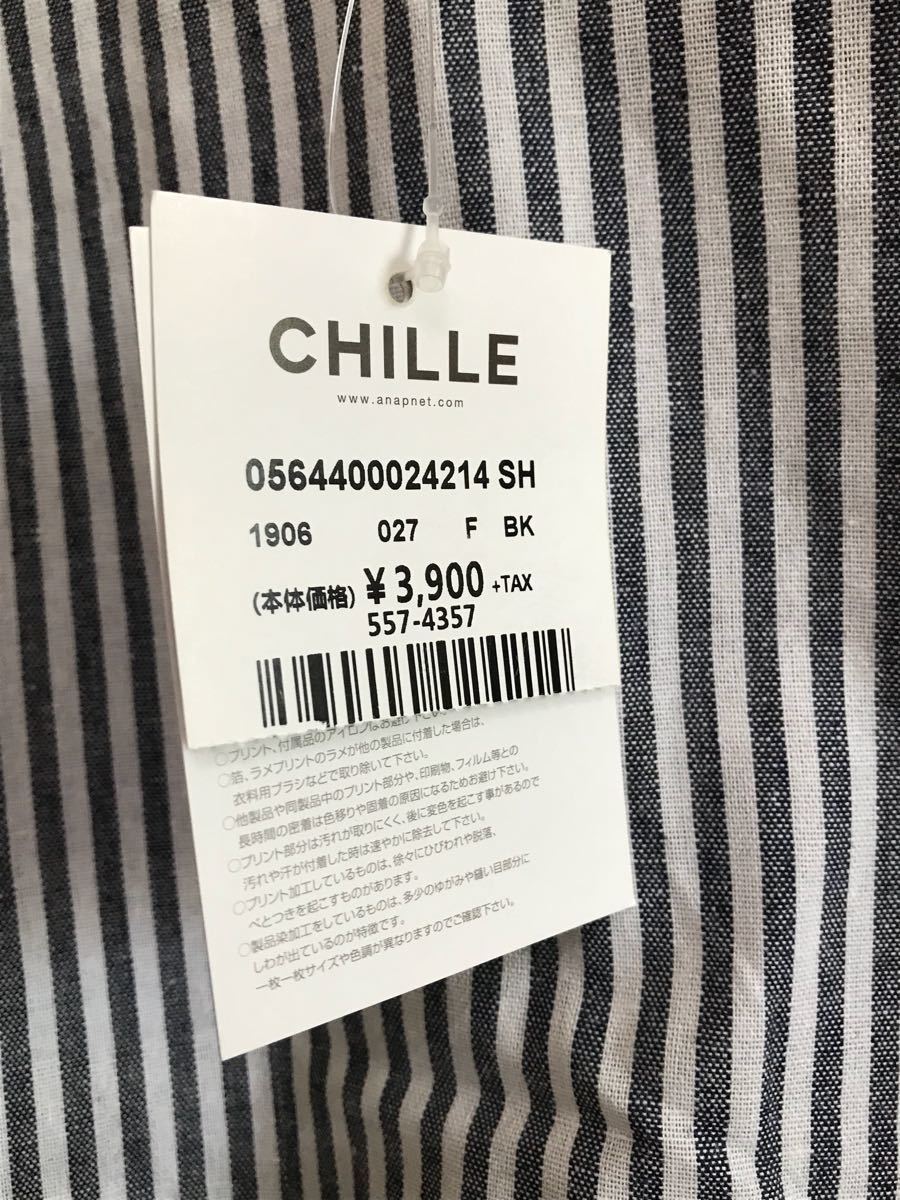 CHILLE
www.anapnet.com
0564400024214 SH
1906 027 F BK
(本体価格) ¥3,900 +TAX
557-4357
○プリント、付属品のアイロンはお避け下さい。
○箔、ラメプリントのラメが他の製品に付着した場合は、
衣料用ブラシなどで取り除いて下さい。
○他製品や同製品中のプリント部分や、印刷物、フィルム等との
長時間の密着は色移りや固着の原因になるためお避け下さい。
○プリント部分は汚れが取りにくく、後に変色を起こす事があるので
汚れや汗が付着した時は速やかに除去して下さい。
○プリント加工しているものは、徐々にひびわれや脱落、
べとつきを起こすものがあります。
○製品染加工をしているものは、多少のゆがみや縫い目部分に
しわが出ているのが特徴です。
一枚一枚サイズや色調が異なりますのでご確認下さい。